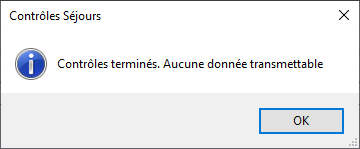 Contrôles Séjours
Contrôles terminés. Aucune donnée transmettable
OK